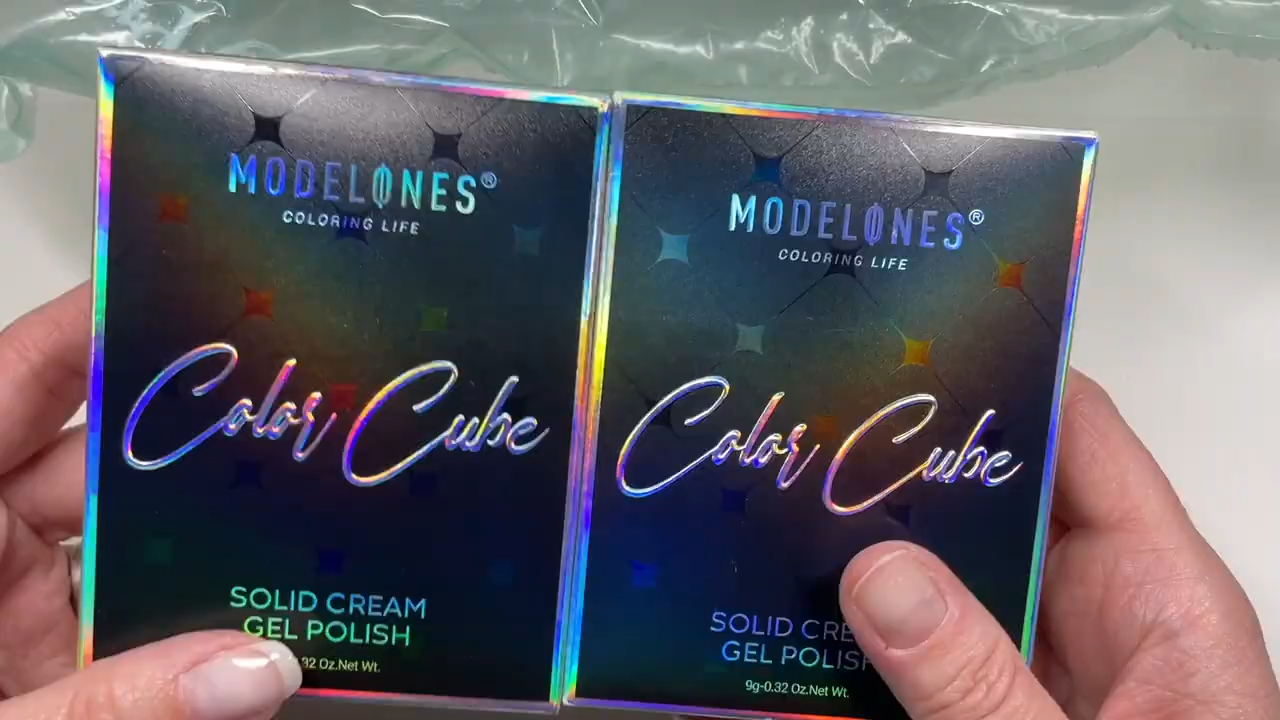 MODELONES®
COLORING LIFE
Color Cube
SOLID CREAM
GEL POLISH
.32 Oz.Net Wt.
MODELONES®
COLORING LIFE
Color Cube
SOLID CRE
GEL POLISH
9g-0.32 Oz.Net Wt.